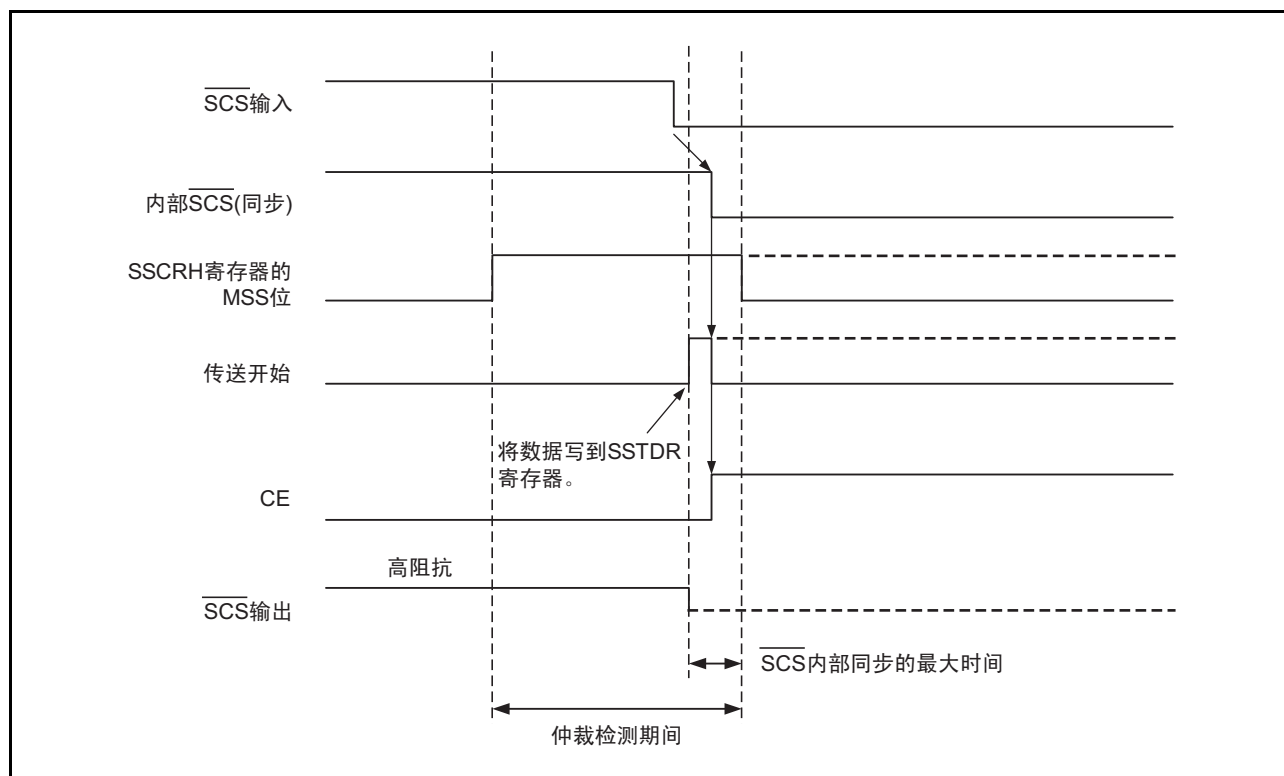 SCS输入
内部SCS(同步)
SSCRH寄存器的
MSS位
传送开始
将数据写到SSTDR
寄存器。
CE
高阻抗
SCS输出
SCS内部同步的最大时间
仲裁检测期间